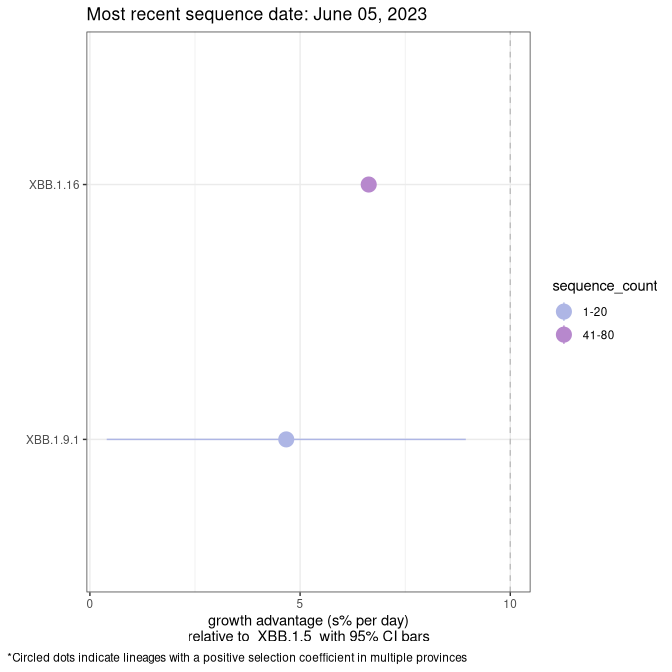 Most recent sequence date: June 05, 2023
XBB.1.16
XBB.1.9.1
0 5 10
growth advantage (s% per day)
relative to XBB.1.5 with 95% CI bars
sequence_count
1-20
41-80
*Circled dots indicate lineages with a positive selection coefficient in multiple provinces